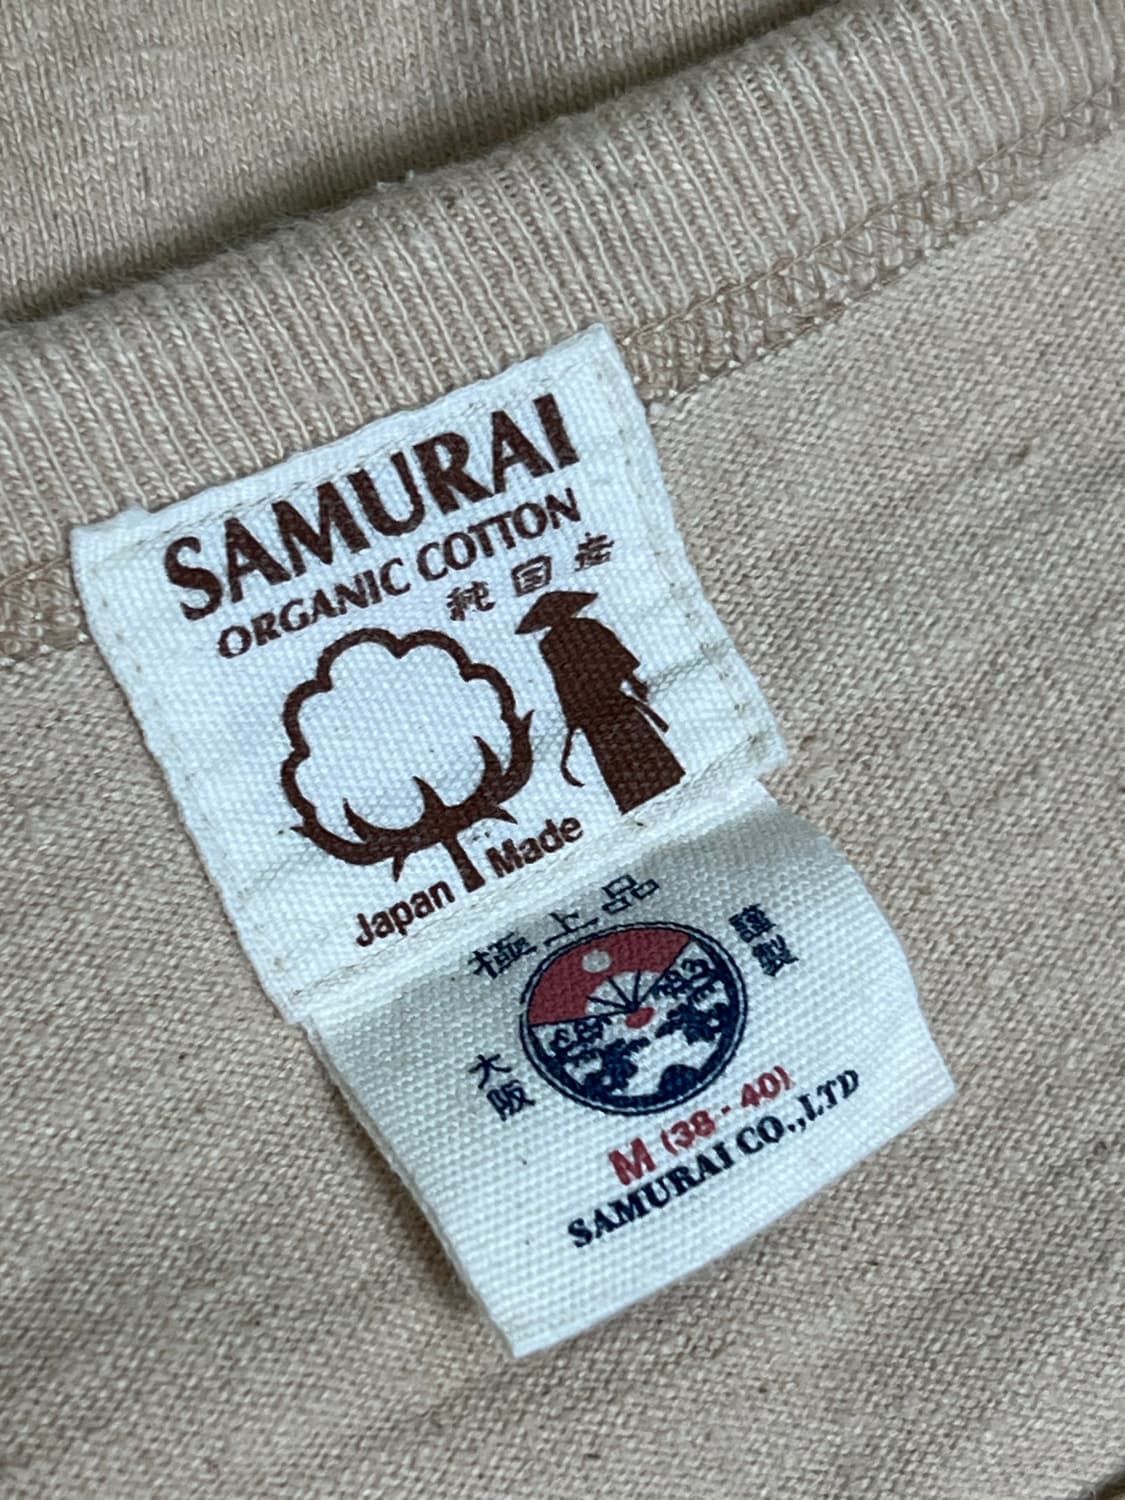 SAMURAI
ORGANIC COTTON
純国産
Japan Made
極上品
謹製
大阪
M (38 - 40)
SAMURAI CO.,LTD